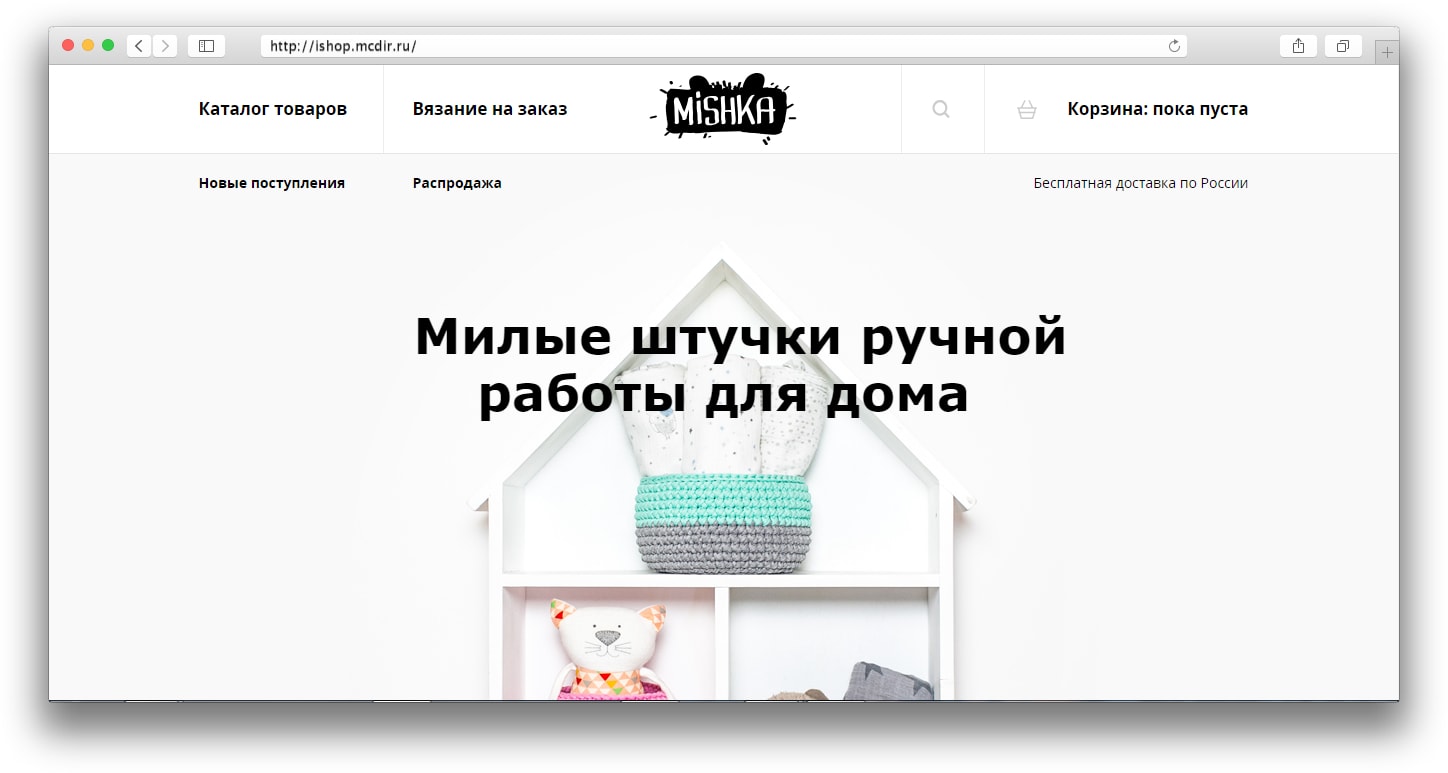 http://ishop.mcdir.ru/
Каталог товаров
Вязание на заказ
MiSHKA
Корзина: пока пуста
Новые поступления
Распродажа
Бесплатная доставка по России
Милые штучки ручной
работы для дома